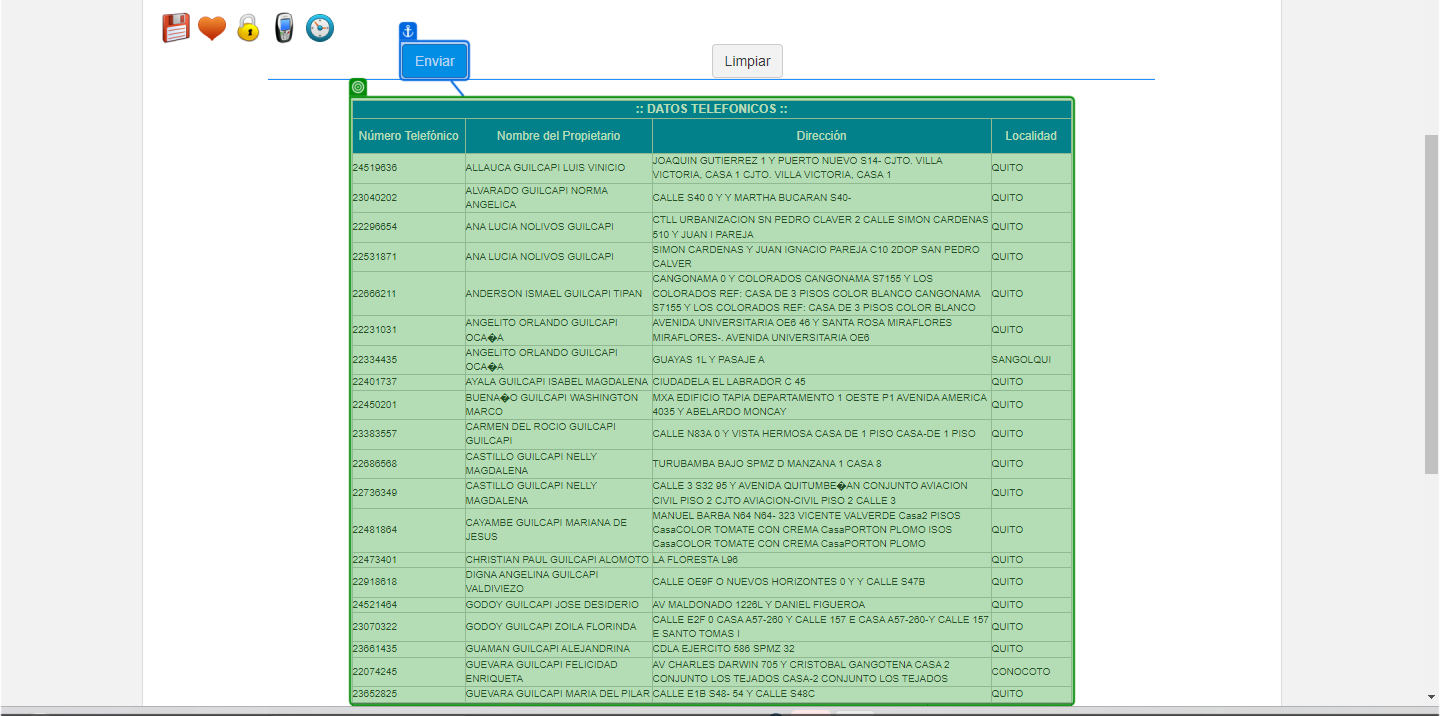 Enviar
Limpiar
:: DATOS TELEFONICOS ::
Número Telefónico Nombre del Propietario Dirección Localidad
24519636 ALLAUCA GUILCAPI LUIS VINICIO JOAQUIN GUTIERREZ 1 Y PUERTO NUEVO S14- CJTO. VILLA
VICTORIA, CASA 1 CJTO. VILLA VICTORIA, CASA 1 QUITO
23040202 ALVARADO GUILCAPI NORMA
ANGELICA CALLE S40 0 Y Y MARTHA BUCARAN S40- QUITO
22296654 ANA LUCIA NOLIVOS GUILCAPI CTLL URBANIZACION SN PEDRO CLAVER 2 CALLE SIMON CARDENAS
510 Y JUAN I PAREJA QUITO
22531871 ANA LUCIA NOLIVOS GUILCAPI SIMON CARDENAS Y JUAN IGNACIO PAREJA C10 2DOP SAN PEDRO
CALVER QUITO
22666211 ANDERSON ISMAEL GUILCAPI TIPAN CANGONAMA 0 Y COLORADOS CANGONAMA S7155 Y LOS
COLORADOS REF: CASA DE 3 PISOS COLOR BLANCO CANGONAMA
S7155 Y LOS COLORADOS REF: CASA DE 3 PISOS COLOR BLANCO QUITO
22231031 ANGELITO ORLANDO GUILCAPI
OCA�A AVENIDA UNIVERSITARIA OE6 46 Y SANTA ROSA MIRAFLORES
MIRAFLORES-. AVENIDA UNIVERSITARIA OE6 QUITO
22334435 ANGELITO ORLANDO GUILCAPI
OCA�A GUAYAS 1L Y PASAJE A SANGOLQUI
22401737 AYALA GUILCAPI ISABEL MAGDALENA CIUDADELA EL LABRADOR C 45 QUITO
22450201 BUENA�O GUILCAPI WASHINGTON
MARCO MXA EDIFICIO TAPIA DEPARTAMENTO 1 OESTE P1 AVENIDA AMERICA
4035 Y ABELARDO MONCAY QUITO
23383557 CARMEN DEL ROCIO GUILCAPI
GUILCAPI CALLE N83A 0 Y VISTA HERMOSA CASA DE 1 PISO CASA-DE 1 PISO QUITO
22686568 CASTILLO GUILCAPI NELLY
MAGDALENA TURUBAMBA BAJO SPMZ D MANZANA 1 CASA 8 QUITO
22736349 CASTILLO GUILCAPI NELLY
MAGDALENA CALLE 3 S32 95 Y AVENIDA QUITUMBE�AN CONJUNTO AVIACION
CIVIL PISO 2 CJTO AVIACION-CIVIL PISO 2 CALLE 3 QUITO
22481864 CAYAMBE GUILCAPI MARIANA DE
JESUS MANUEL BARBA N64 N64- 323 VICENTE VALVERDE Casa2 PISOS
CasaCOLOR TOMATE CON CREMA CasaPORTON PLOMO ISOS
CasaCOLOR TOMATE CON CREMA CasaPORTON PLOMO QUITO
22473401 CHRISTIAN PAUL GUILCAPI ALOMOTO LA FLORESTA L96 QUITO
22918618 DIGNA ANGELINA GUILCAPI
VALDIVIEZO CALLE OE9F O NUEVOS HORIZONTES 0 Y Y CALLE S47B QUITO
24521464 GODOY GUILCAPI JOSE DESIDERIO AV MALDONADO 1226L Y DANIEL FIGUEROA QUITO
23070322 GODOY GUILCAPI ZOILA FLORINDA CALLE E2F 0 CASA A57-260 Y CALLE 157 E CASA A57-260-Y CALLE 157
E SANTO TOMAS I QUITO
23661435 GUAMAN GUILCAPI ALEJANDRINA CDLA EJERCITO 586 SPMZ 32 QUITO
22074245 GUEVARA GUILCAPI FELICIDAD
ENRIQUETA AV CHARLES DARWIN 705 Y CRISTOBAL GANGOTENA CASA 2
CONJUNTO LOS TEJADOS CASA-2 CONJUNTO LOS TEJADOS CONOCOTO
23652825 GUEVARA GUILCAPI MARIA DEL PILAR CALLE E1B S48- 54 Y CALLE S48C QUITO